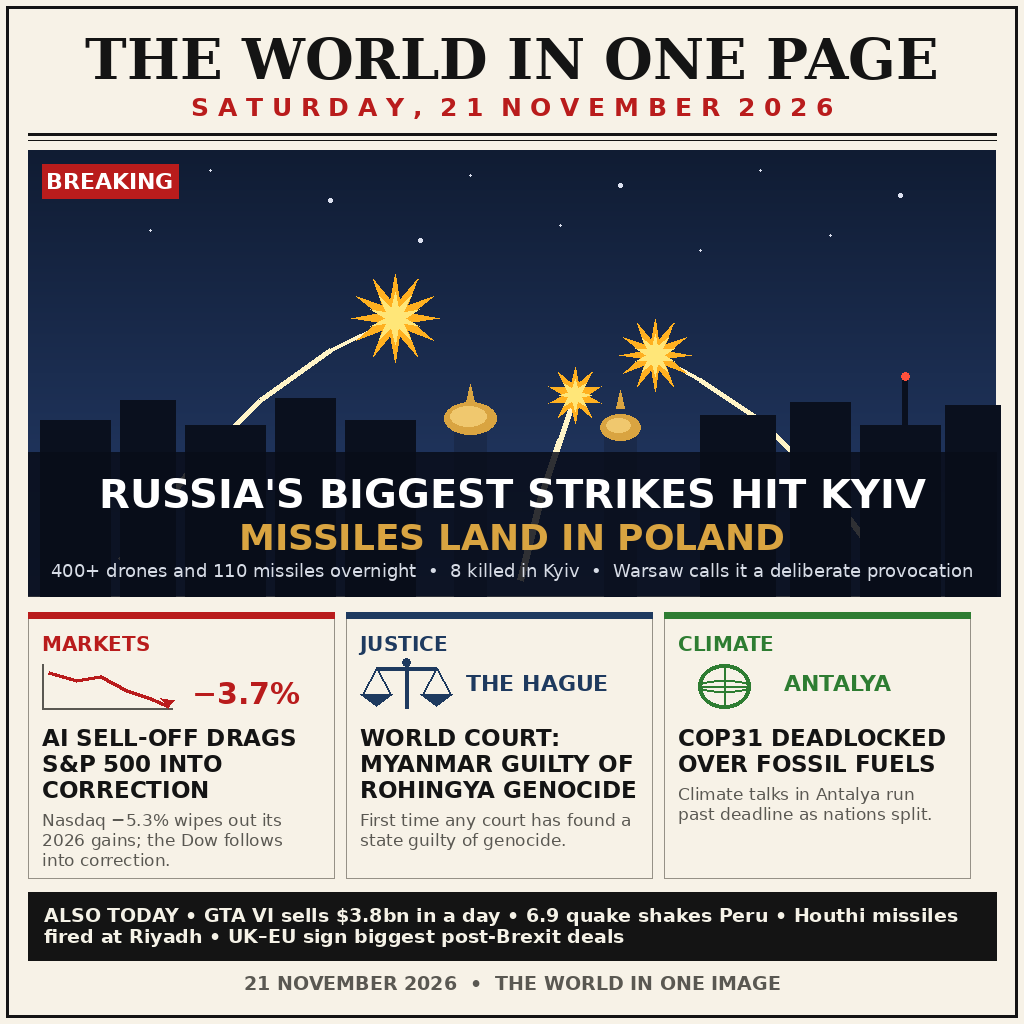 THE WORLD IN ONE PAGE
SATURDAY, 21 NOVEMBER 2026
BREAKING
RUSSIA'S BIGGEST STRIKES HIT KYIV
MISSILES LAND IN POLAND
400+ drones and 110 missiles overnight • 8 killed in Kyiv • Warsaw calls it a deliberate provocation
MARKETS
−3.7%
AI SELL-OFF DRAGS
S&P 500 INTO
CORRECTION
Nasdaq −5.3% wipes out its
2026 gains; the Dow follows
into correction.
JUSTICE
THE HAGUE
WORLD COURT:
MYANMAR GUILTY OF
ROHINGYA GENOCIDE
First time any court has found a
state guilty of genocide.
CLIMATE
ANTALYA
COP31 DEADLOCKED
OVER FOSSIL FUELS
Climate talks in Antalya run
past deadline as nations split.
ALSO TODAY • GTA VI sells $3.8bn in a day • 6.9 quake shakes Peru • Houthi missiles
fired at Riyadh • UK–EU sign biggest post-Brexit deals
21 NOVEMBER 2026 • THE WORLD IN ONE IMAGE